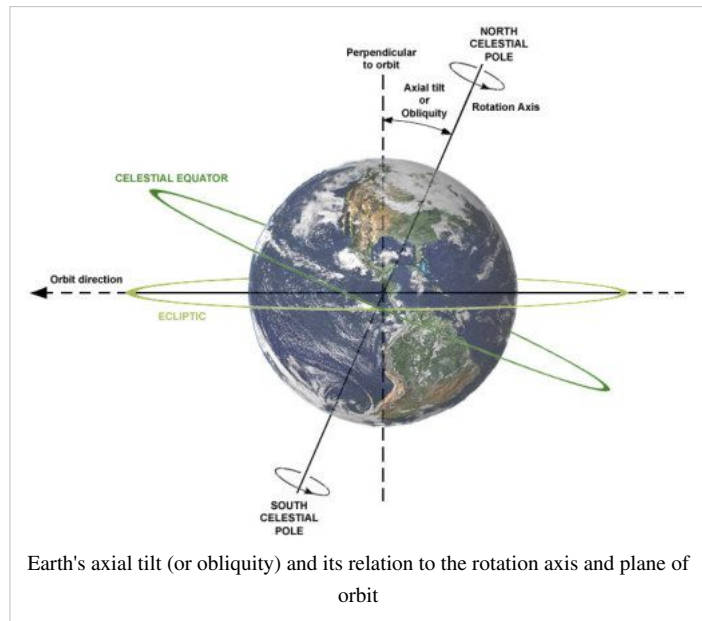 NORTH
CELESTIAL
POLE
Perpendicular
to orbit
Axial tilt
or
Obliquity
Rotation Axis
CELESTIAL EQUATOR
Orbit direction
ECLIPTIC
SOUTH
CELESTIAL
POLE
Earth's axial tilt (or obliquity) and its relation to the rotation axis and plane of
orbit